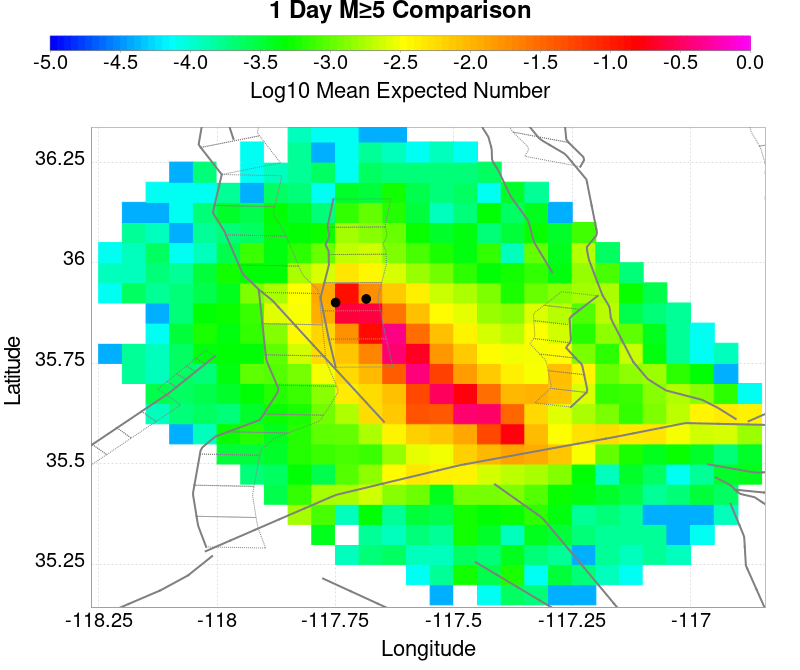 1 Day M≥5 Comparison
-5.0 -4.5 -4.0 -3.5 -3.0 -2.5 -2.0 -1.5 -1.0 -0.5 0.0
Log10 Mean Expected Number
36.25
36
35.75
35.5
35.25
Latitude
-118.25 -118 -117.75 -117.5 -117.25 -117
Longitude